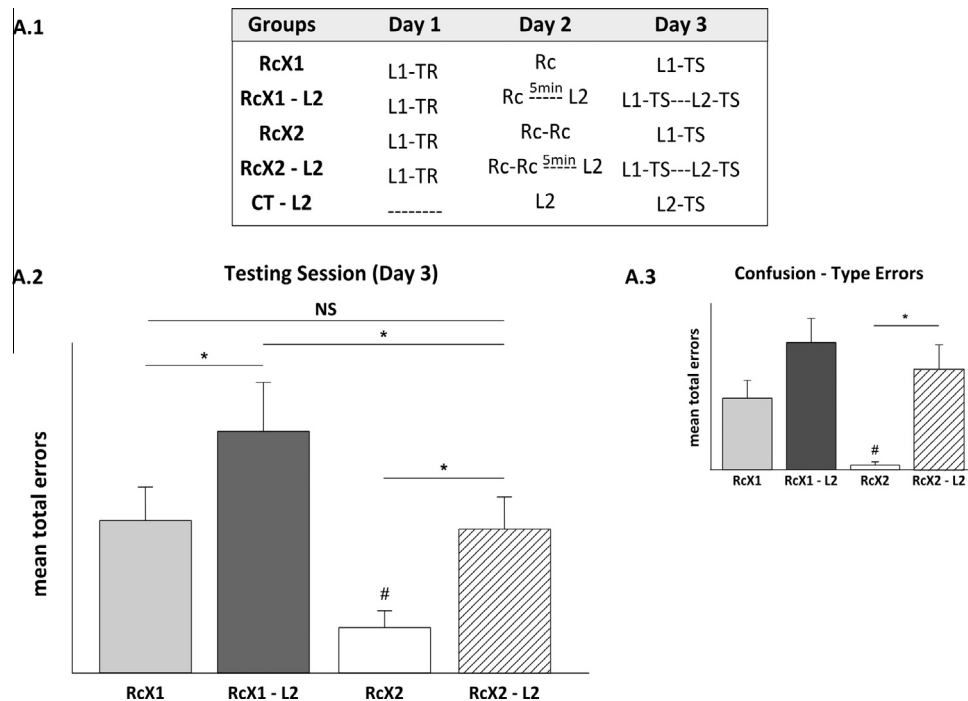 A.1
Groups Day 1 Day 2 Day 3
RcX1 L1-TR Rc L1-TS
RcX1 - L2 L1-TR Rc 5min ----- L2 L1-TS---L2-TS
RcX2 L1-TR Rc-Rc L1-TS
RcX2 - L2 L1-TR Rc-Rc 5min ----- L2 L1-TS---L2-TS
CT - L2 -------- L2 L2-TS
A.2
Testing Session (Day 3)
NS
*
*
*
#
mean total errors
RcX1 RcX1 - L2 RcX2 RcX2 - L2
A.3
Confusion - Type Errors
*
#
mean total errors
RcX1 RcX1 - L2 RcX2 RcX2 - L2